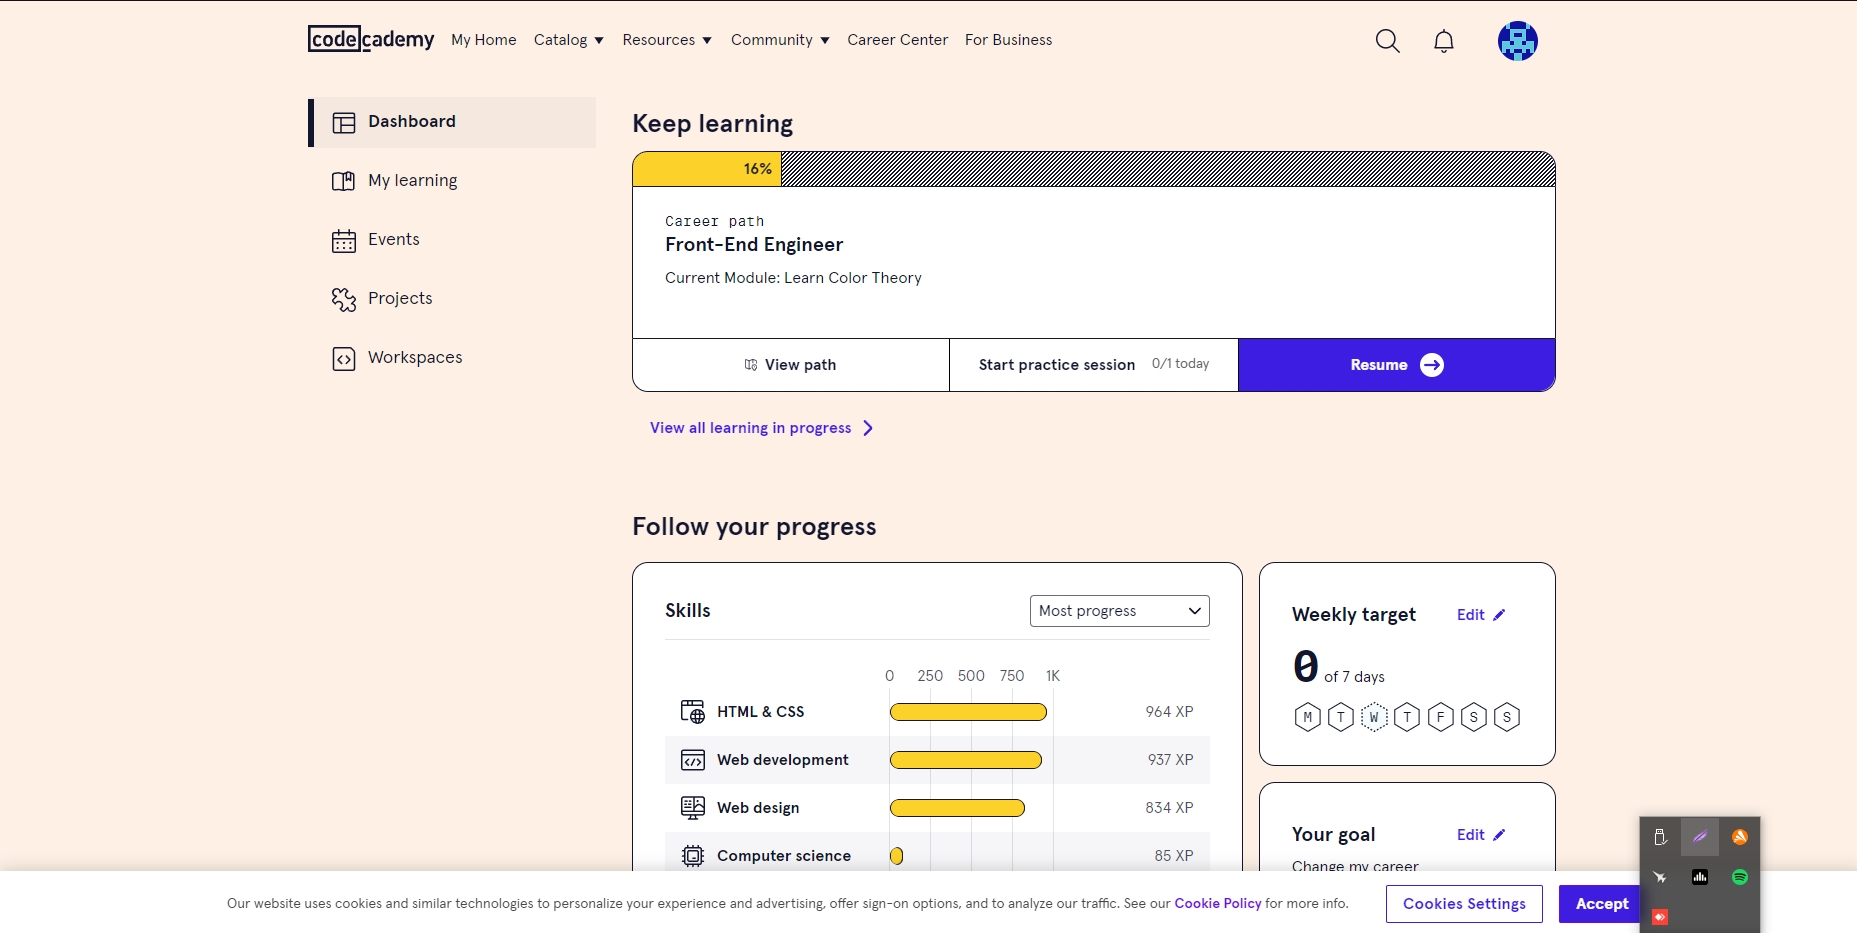 codecademy My Home Catalog Resources Community Career Center For Business
Dashboard
My learning
Events
Projects
Workspaces
Keep learning
16%
Career path
Front-End Engineer
Current Module: Learn Color Theory
View path Start practice session 0/1 today Resume
View all learning in progress
Follow your progress
Skills Most progress
0 250 500 750 1K
HTML & CSS 964 XP
Web development 937 XP
Web design 834 XP
Computer science 85 XP
Weekly target Edit
0 of 7 days
M T W T F S S
Your goal Edit
Change my career
Our website uses cookies and similar technologies to personalize your experience and advertising, offer sign-on options, and to analyze our traffic. See our Cookie Policy for more info. Cookies Settings Accept